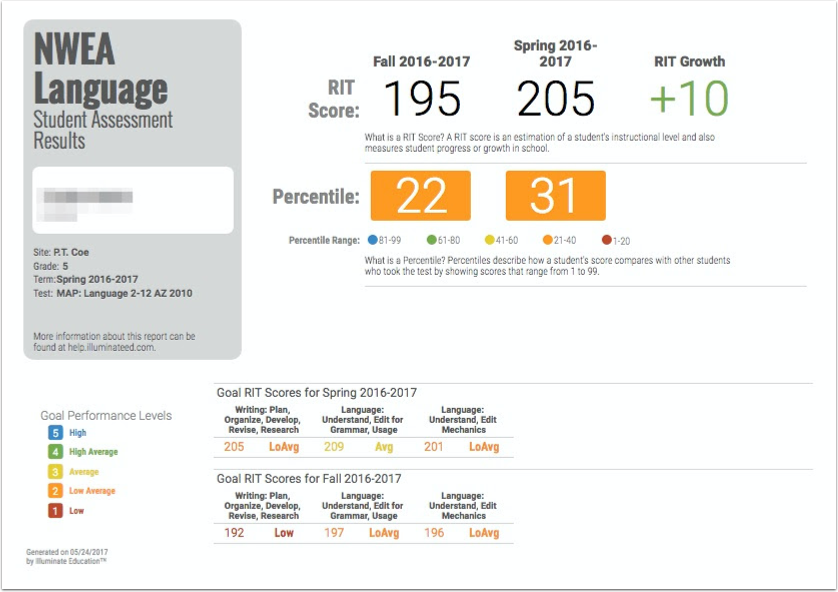 NWEA
Language
Student Assessment
Results
Site: P.T. Coe
Grade: 5
Term:Spring 2016-2017
Test: MAP: Language 2-12 AZ 2010
More information about this report can be
found at help.illuminateed.com.
Fall 2016-2017
Spring 2016-
2017
RIT Growth
RIT
Score:
195
205
+10
What is a RIT Score? A RIT score is an estimation of a student's instructional level and also
measures student progress or growth in school.
Percentile:
22
31
Percentile Range: 81-99 61-80 41-60 21-40 1-20
What is a Percentile? Percentiles describe how a student's score compares with other students
who took the test by showing scores that range from 1 to 99.
Goal Performance Levels
5 High
4 High Average
3 Average
2 Low Average
1 Low
Goal RIT Scores for Spring 2016-2017
Writing: Plan,
Organize, Develop,
Revise, Research
Language:
Understand, Edit for
Grammar, Usage
Language:
Understand, Edit
Mechanics
205 LoAvg 209 Avg 201 LoAvg
Goal RIT Scores for Fall 2016-2017
Writing: Plan,
Organize, Develop,
Revise, Research
Language:
Understand, Edit for
Grammar, Usage
Language:
Understand, Edit
Mechanics
192 Low 197 LoAvg 196 LoAvg
Generated on 05/24/2017
by Illuminate Education™